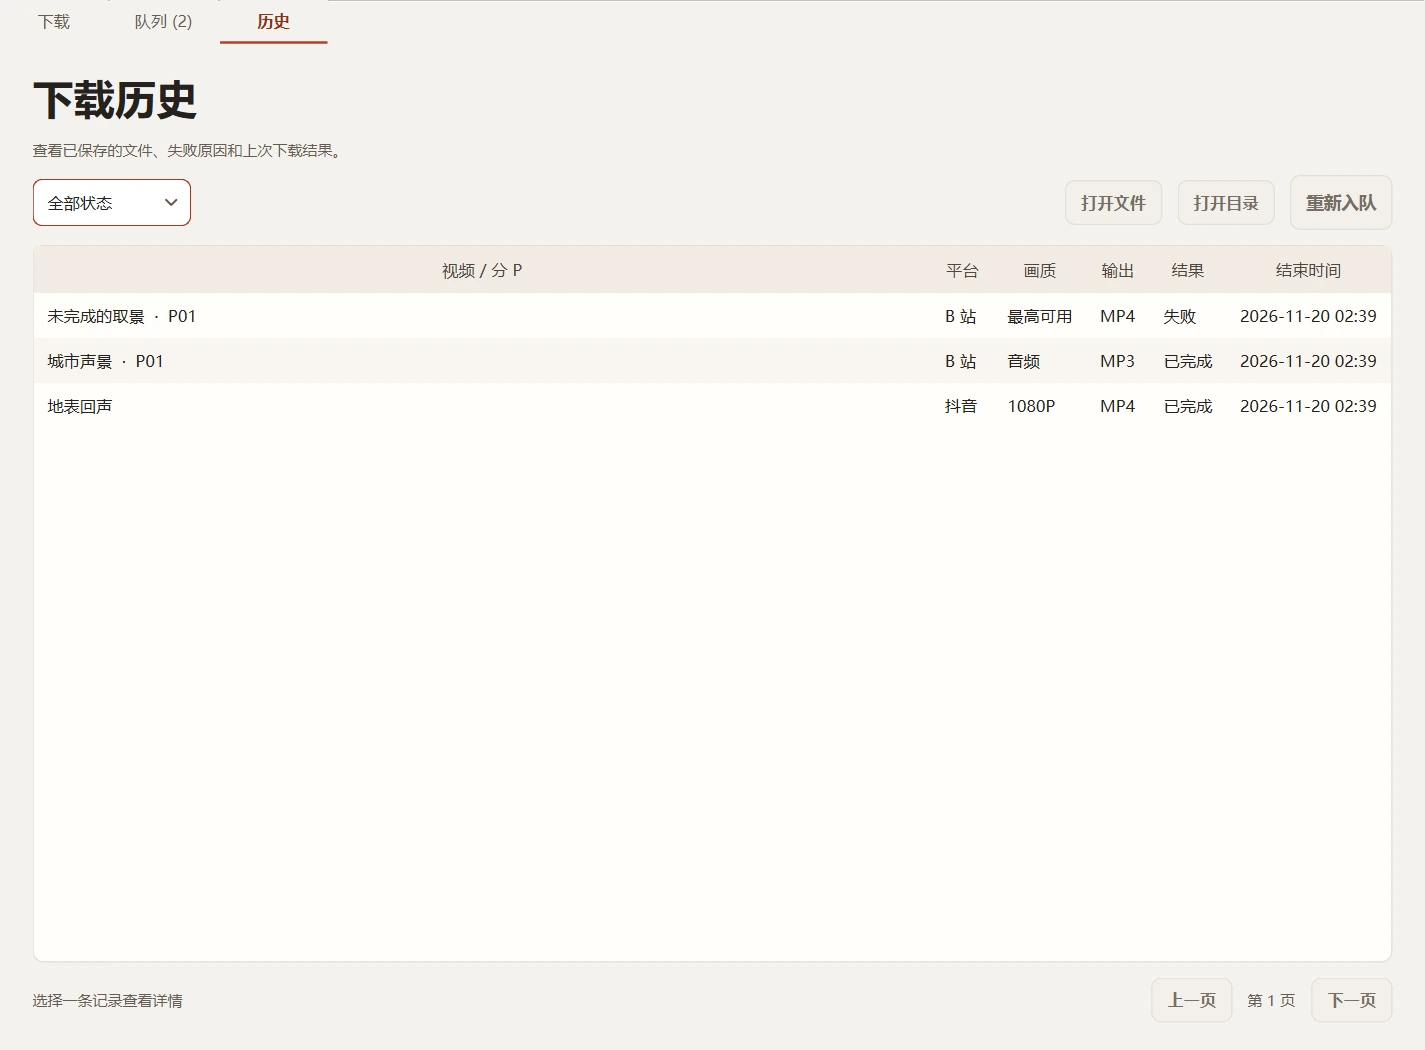 下载 队列 (2) 历史
下载历史
查看已保存的文件、失败原因和上次下载结果。
全部状态 打开文件 打开目录 重新入队
视频 / 分 P 平台 画质 输出 结果 结束时间
未完成的取景 · P01 B 站 最高可用 MP4 失败 2026-11-20 02:39
城市声景 · P01 B 站 音频 MP3 已完成 2026-11-20 02:39
地表回声 抖音 1080P MP4 已完成 2026-11-20 02:39
选择一条记录查看详情 上一页 第 1 页 下一页